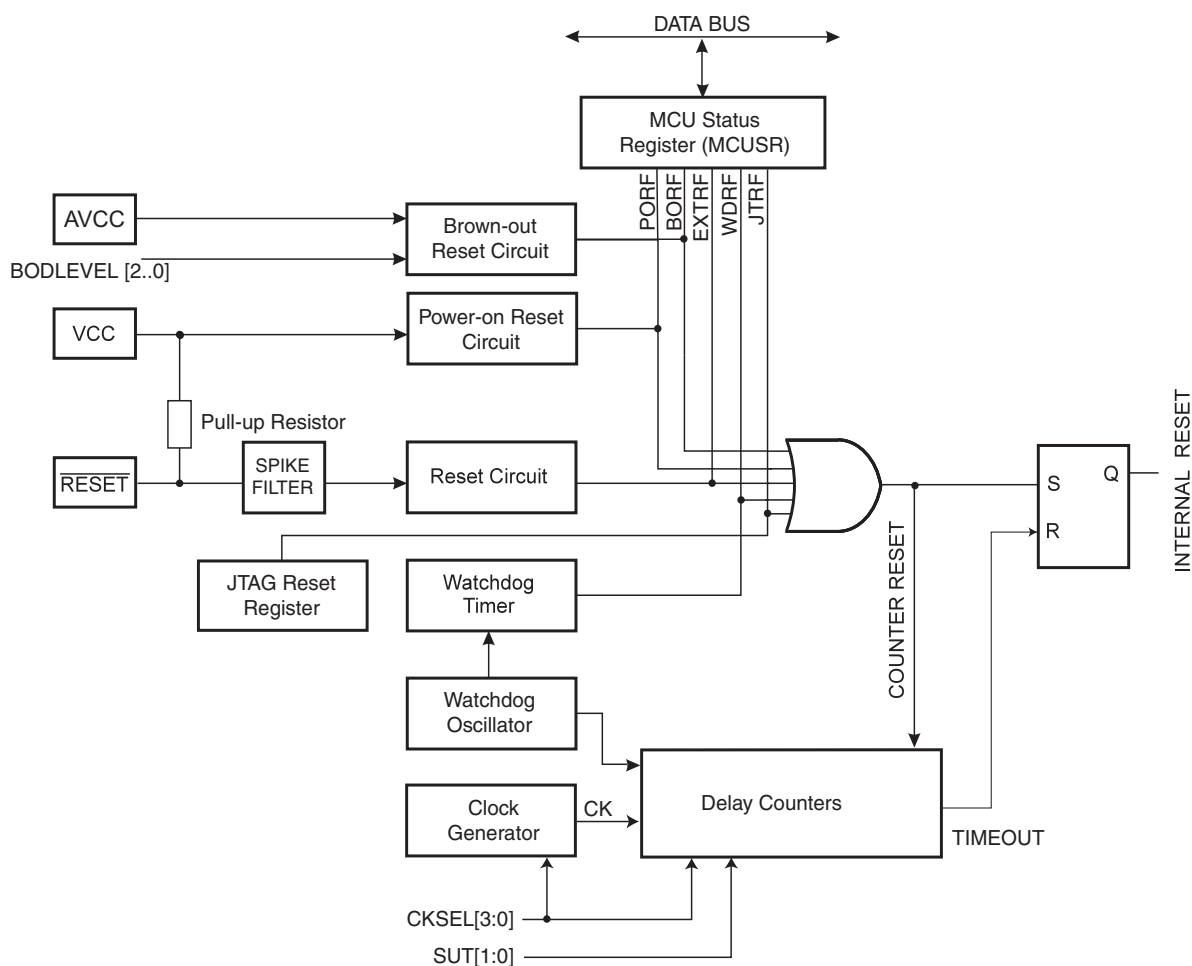 DATA BUS
MCU Status
Register (MCUSR)
PORF
BORF
EXTRF
WDRF
JTRF
AVCC
BODLEVEL [2..0]
Brown-out
Reset Circuit
VCC
Power-on Reset
Circuit
Pull-up Resistor
RESET
SPIKE
FILTER
Reset Circuit
JTAG Reset
Register
Watchdog
Timer
Watchdog
Oscillator
Clock
Generator
CK
Delay Counters
CKSEL[3:0]
SUT[1:0]
COUNTER RESET
TIMEOUT
S
R
Q
INTERNAL RESET